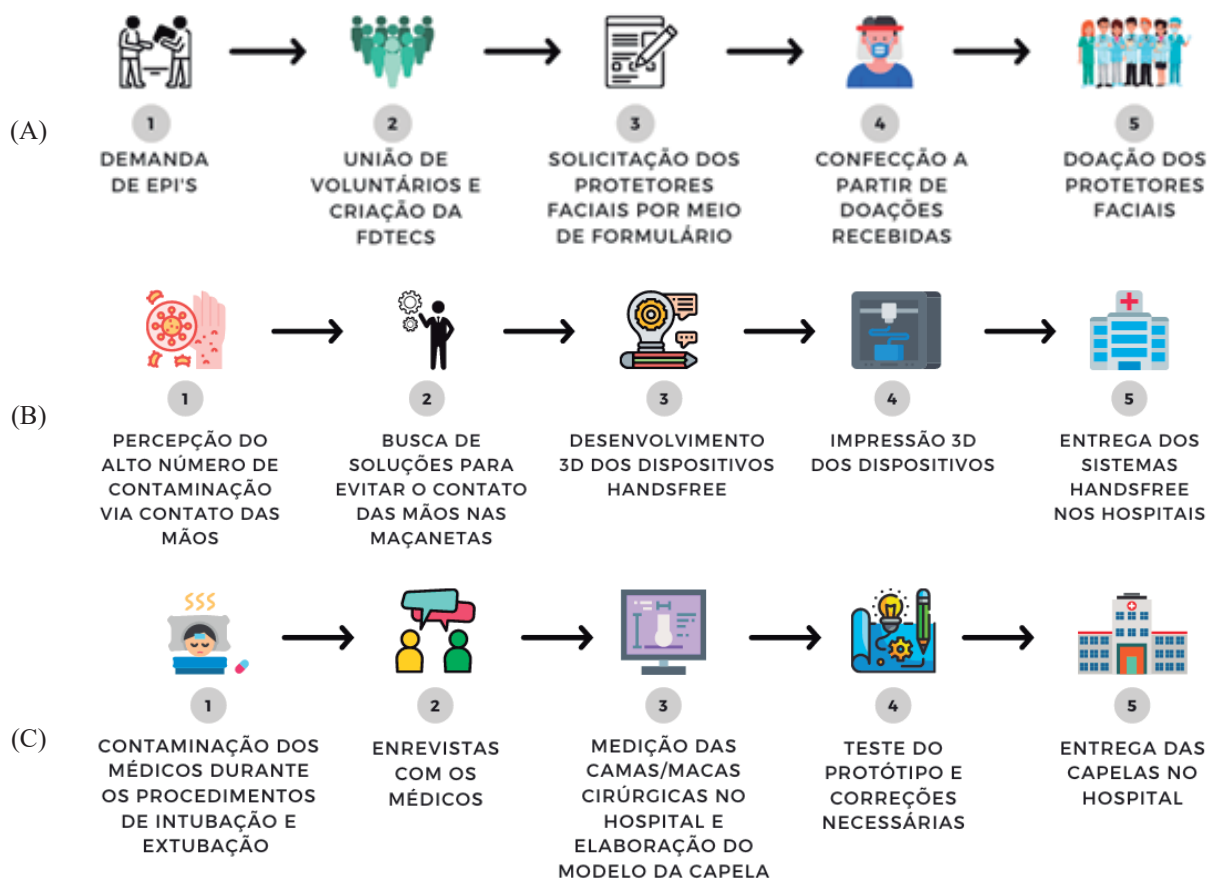 (A)
1
DEMANDA
DE EPI'S
2
UNIÃO DE
VOLUNTÁRIOS E
CRIAÇÃO DA
FDTECS
3
SOLICITAÇÃO DOS
PROTETORES
FACIAIS POR MEIO
DE FORMULÁRIO
4
CONFECÇÃO A
PARTIR DE
DOAÇÕES
RECEBIDAS
5
DOAÇÃO DOS
PROTETORES
FACIAIS
(B)
1
PERCEPÇÃO DO
ALTO NÚMERO DE
CONTAMINAÇÃO
VIA CONTATO DAS
MÃOS
2
BUSCA DE
SOLUÇÕES PARA
EVITAR O CONTATO
DAS MÃOS NAS
MAÇANETAS
3
DESENVOLVIMENTO
3D DOS DISPOSITIVOS
HANDSFREE
4
IMPRESSÃO 3D
DOS DISPOSITIVOS
5
ENTREGA DOS
SISTEMAS
HANDSFREE
NOS HOSPITAIS
(C)
1
CONTAMINAÇÃO DOS
MÉDICOS DURANTE
OS PROCEDIMENTOS
DE INTUBAÇÃO E
EXTUBAÇÃO
2
ENREVISTAS
COM OS
MÉDICOS
3
MEDIÇÃO DAS
CAMAS/MACAS
CIRÚRGICAS NO
HOSPITAL E
ELABORAÇÃO DO
MODELO DA CAPELA
4
TESTE DO
PROTÓTIPO E
CORREÇÕES
NECESSÁRIAS
5
ENTREGA DAS
CAPELAS NO
HOSPITAL